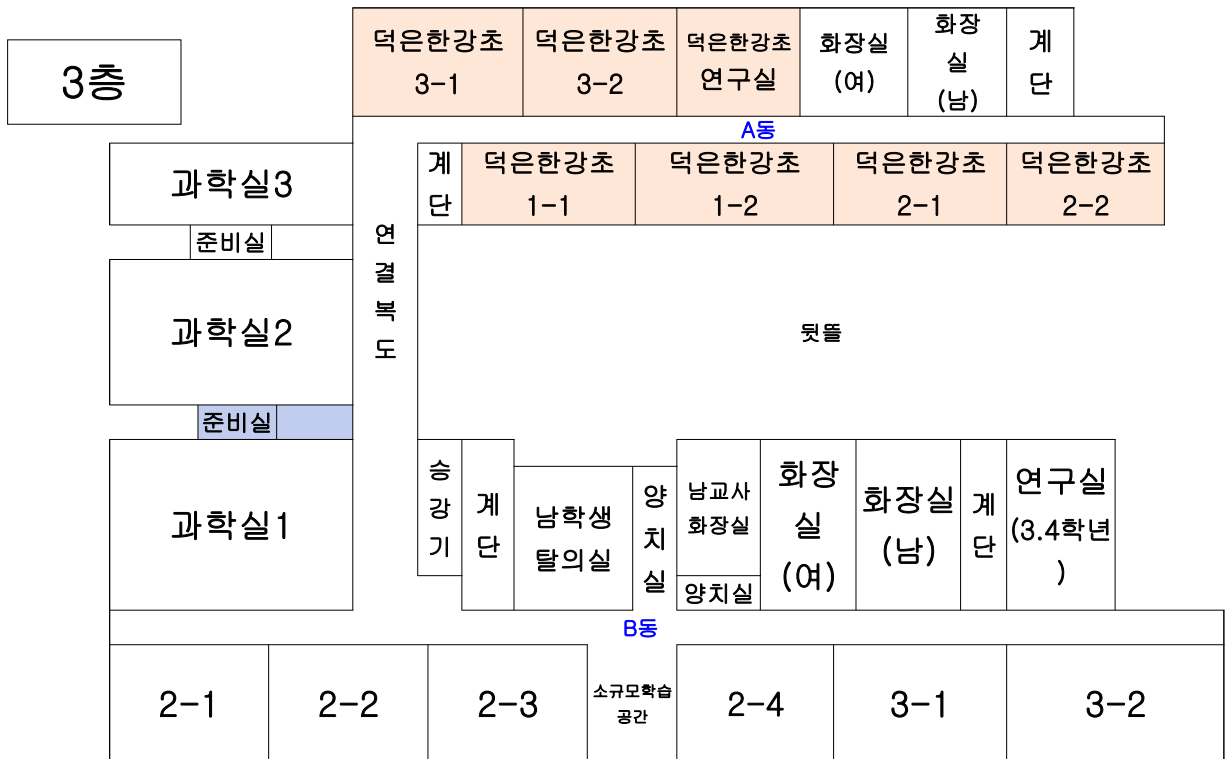 3층
덕은한강초
3-1
덕은한강초
3-2
덕은한강초
연구실
화장실
(여)
화장
실
(남)
계
단
A동
과학실3
계
단
덕은한강초
1-1
덕은한강초
1-2
덕은한강초
2-1
덕은한강초
2-2
준비실
연
결
복
도
과학실2
뒷뜰
준비실
과학실1
승
강
기
계
단
남학생
탈의실
양
치
실
남교사
화장실
양치실
화장
실
(여)
화장실
(남)
계
단
연구실
(3.4학년
)
B동
2-1
2-2
2-3
소규모학습
공간
2-4
3-1
3-2